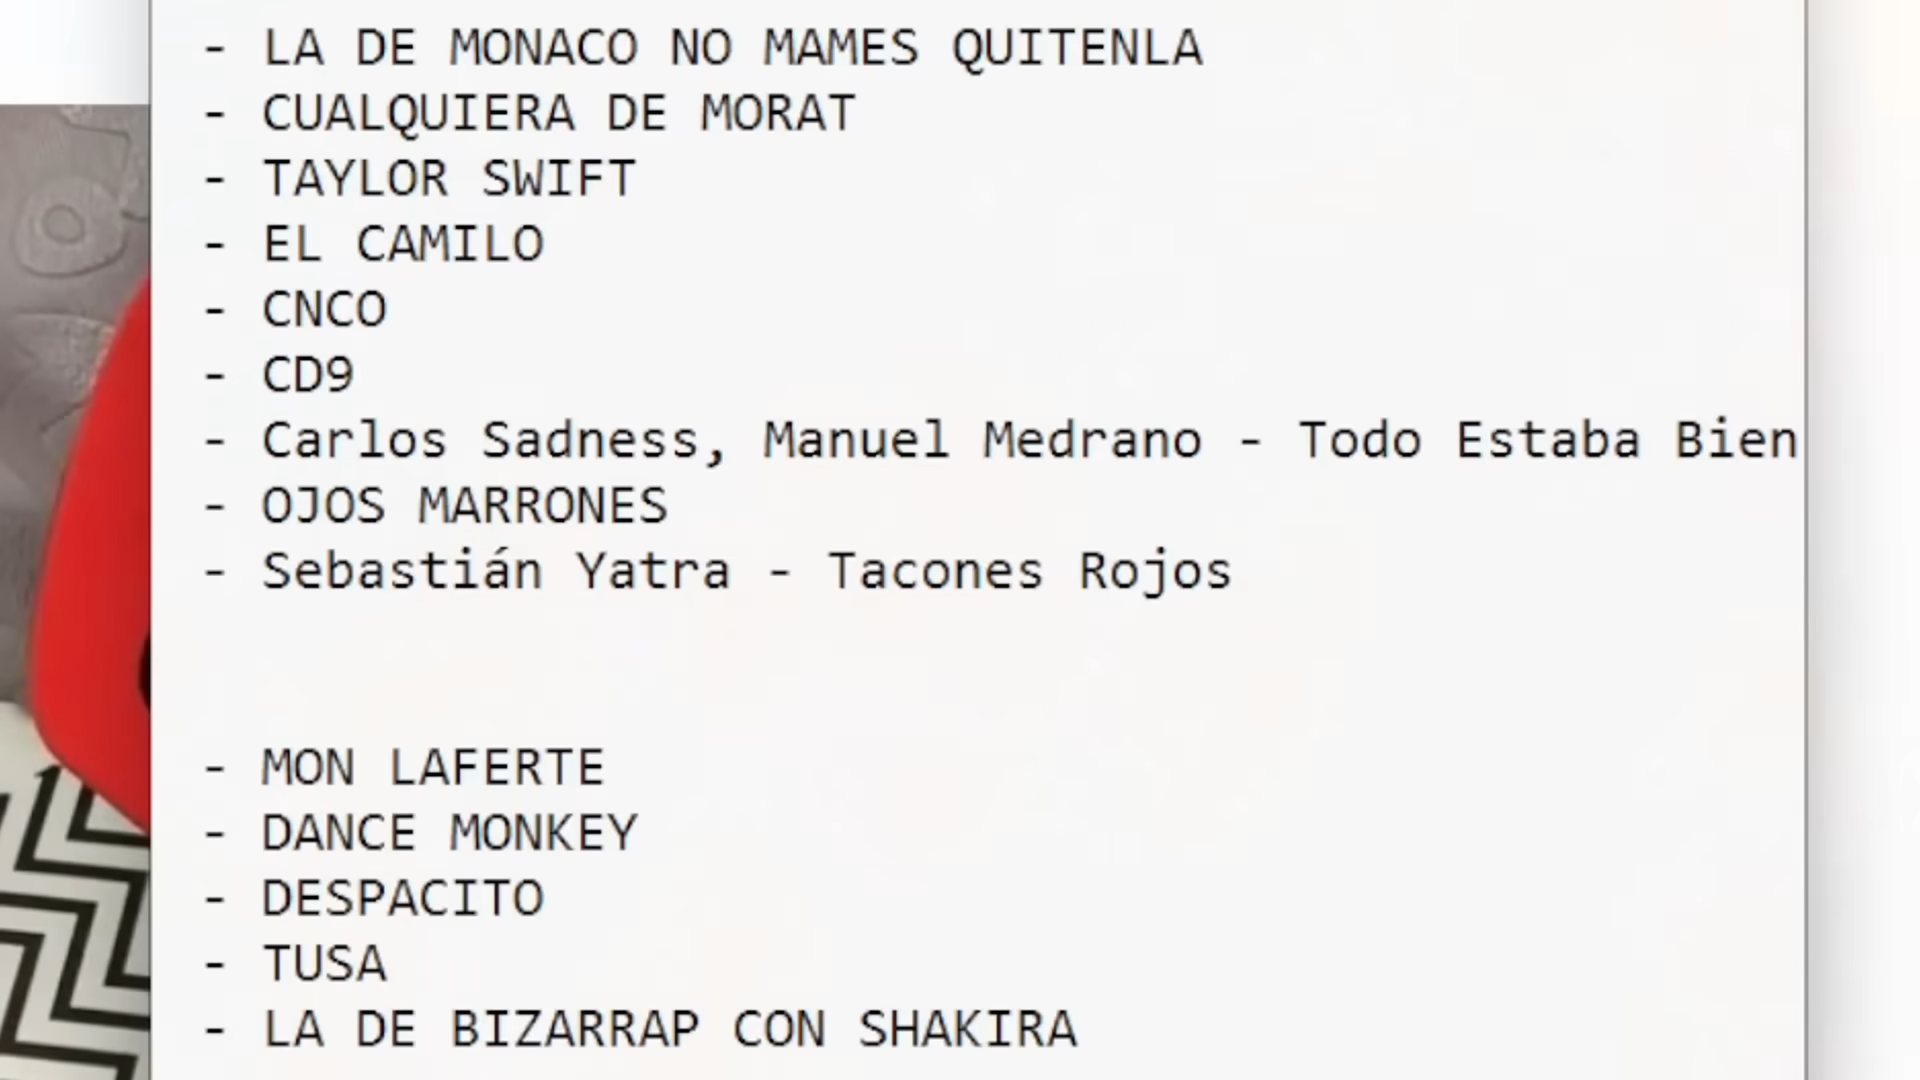 - LA DE MONACO NO MAMES QUITENLA
- CUALQUIERA DE MORAT
- TAYLOR SWIFT
- EL CAMILO
- CNCO
- CD9
- Carlos Sadness, Manuel Medrano - Todo Estaba Bien
- OJOS MARRONES
- Sebastián Yatra - Tacones Rojos
- MON LAFERTE
- DANCE MONKEY
- DESPACITO
- TUSA
- LA DE BIZARRAP CON SHAKIRA